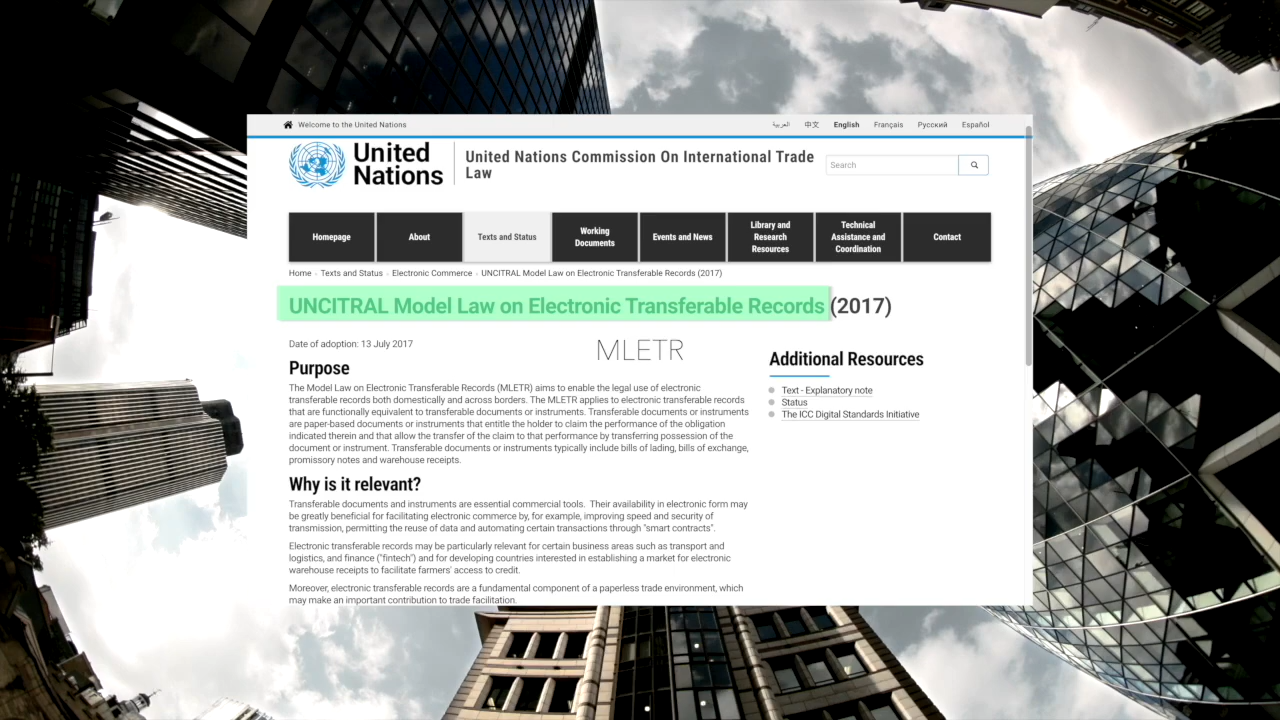 Welcome to the United Nations
العربية 中文 English Français Русский Español
United Nations
United Nations Commission On International Trade Law
Search
Homepage
About
Texts and Status
Working Documents
Events and News
Library and Research Resources
Technical Assistance and Coordination
Contact
Home › Texts and Status › Electronic Commerce › UNCITRAL Model Law on Electronic Transferable Records (2017)
UNCITRAL Model Law on Electronic Transferable Records (2017)
Date of adoption: 13 July 2017
MLETR
Purpose
The Model Law on Electronic Transferable Records (MLETR) aims to enable the legal use of electronic
transferable records both domestically and across borders. The MLETR applies to electronic transferable records
that are functionally equivalent to transferable documents or instruments. Transferable documents or instruments
are paper-based documents or instruments that entitle the holder to claim the performance of the obligation
indicated therein and that allow the transfer of the claim to that performance by transferring possession of the
document or instrument. Transferable documents or instruments typically include bills of lading, bills of exchange,
promissory notes and warehouse receipts.
Why is it relevant?
Transferable documents and instruments are essential commercial tools. Their availability in electronic form may
be greatly beneficial for facilitating electronic commerce by, for example, improving speed and security of
transmission, permitting the reuse of data and automating certain transactions through "smart contracts".
Electronic transferable records may be particularly relevant for certain business areas such as transport and
logistics, and finance ("fintech") and for developing countries interested in establishing a market for electronic
warehouse receipts to facilitate farmers' access to credit.
Moreover, electronic transferable records are a fundamental component of a paperless trade environment, which
may make an important contribution to trade facilitation.
Additional Resources
Text - Explanatory note
Status
The ICC Digital Standards Initiative